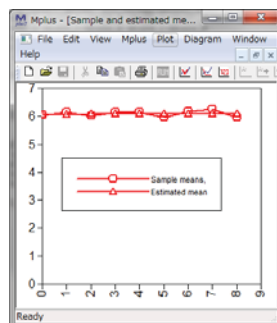 Mplus - [Sample and estimated me...
File Edit View Mplus Plot Diagram Window
Help
7
6
5
4
3
2
1
0
Sample means,
Estimated mean
0 1 2 3 4 5 6 7 8 9
Ready